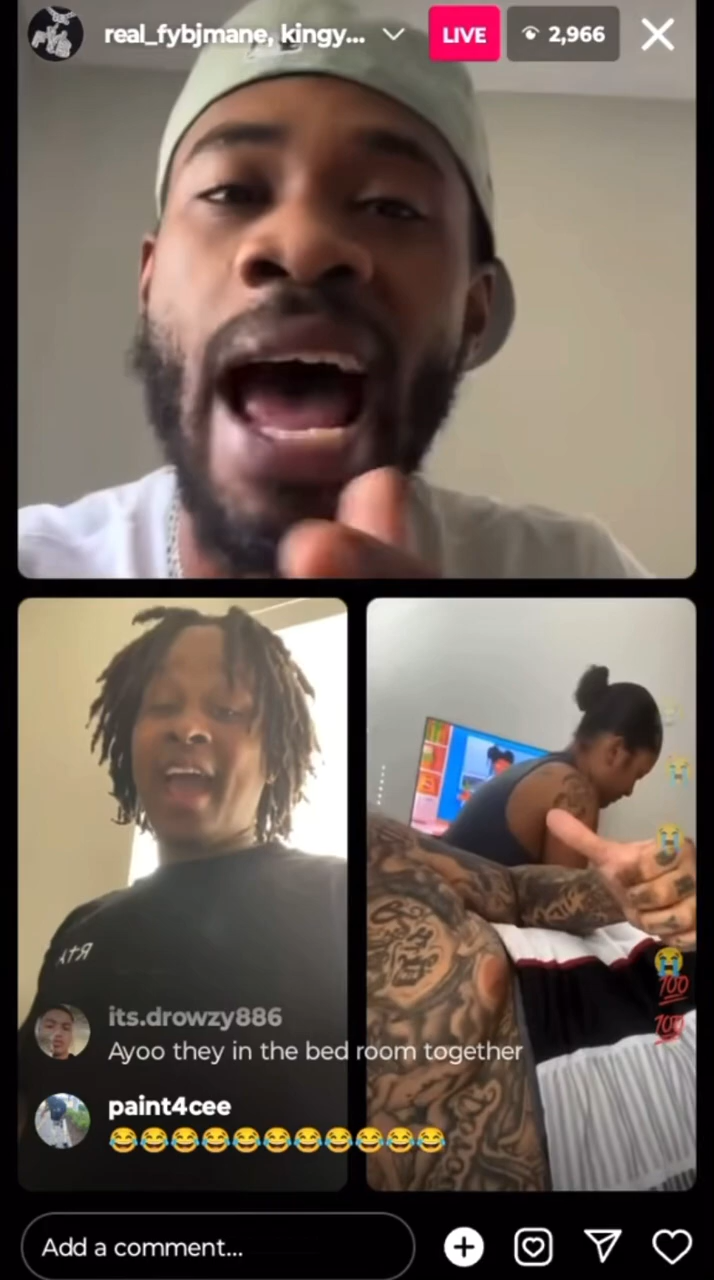 real_fybjmane, kingy...
LIVE
2,966
its.drowzy886
Ayoo they in the bed room together
paint4cee
😂😂😂😂😂😂😂😂😂😂😂
Add a comment...